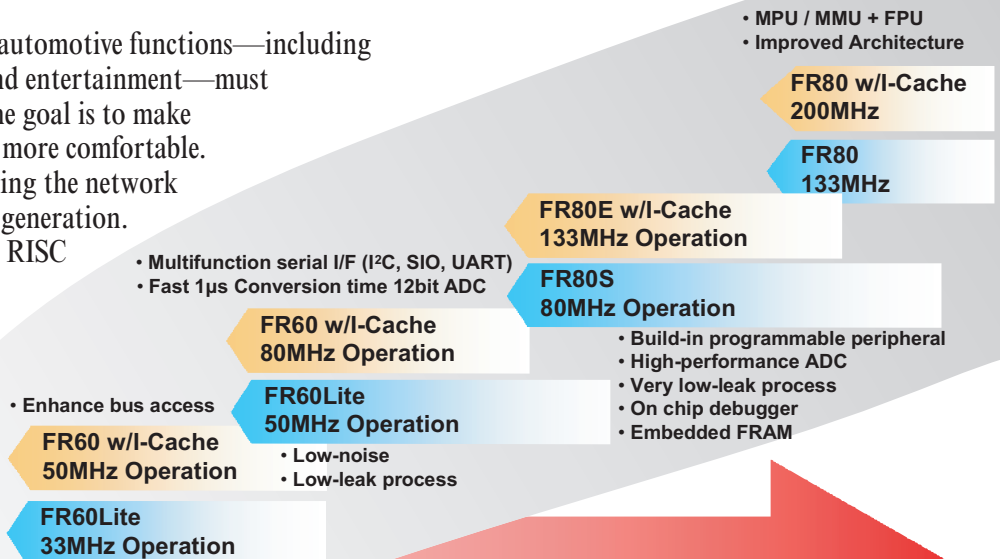 automotive functions—including
nd entertainment—must
ne goal is to make
more comfortable.
ing the network
generation.
RISC
• MPU / MMU + FPU
• Improved Architecture
FR80 w/I-Cache
200MHz
FR80
133MHz
FR80E w/I-Cache
133MHz Operation
• Multifunction serial I/F (I²C, SIO, UART)
• Fast 1µs Conversion time 12bit ADC
FR80S
80MHz Operation
FR60 w/I-Cache
80MHz Operation
• Build-in programmable peripheral
• High-performance ADC
• Very low-leak process
• On chip debugger
• Embedded FRAM
• Enhance bus access
FR60Lite
50MHz Operation
FR60 w/I-Cache
50MHz Operation
• Low-noise
• Low-leak process
FR60Lite
33MHz Operation